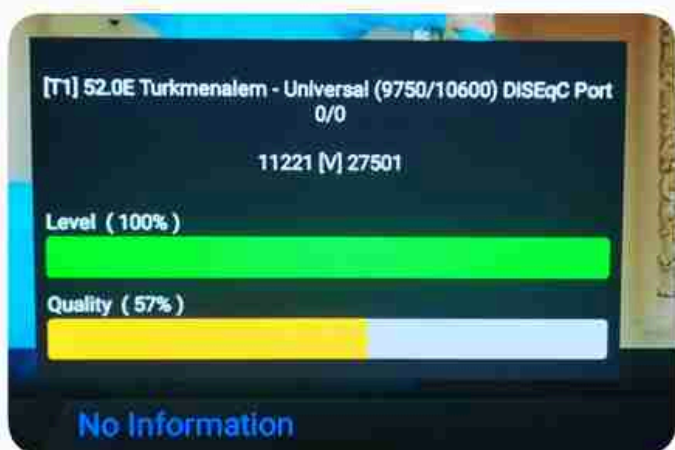 [T1] 52.0E Turkmenalem - Universal (9750/10600) DISEqC Port
0/0
11221 [V] 27501
Level ( 100% )
Quality ( 57% )
No Information